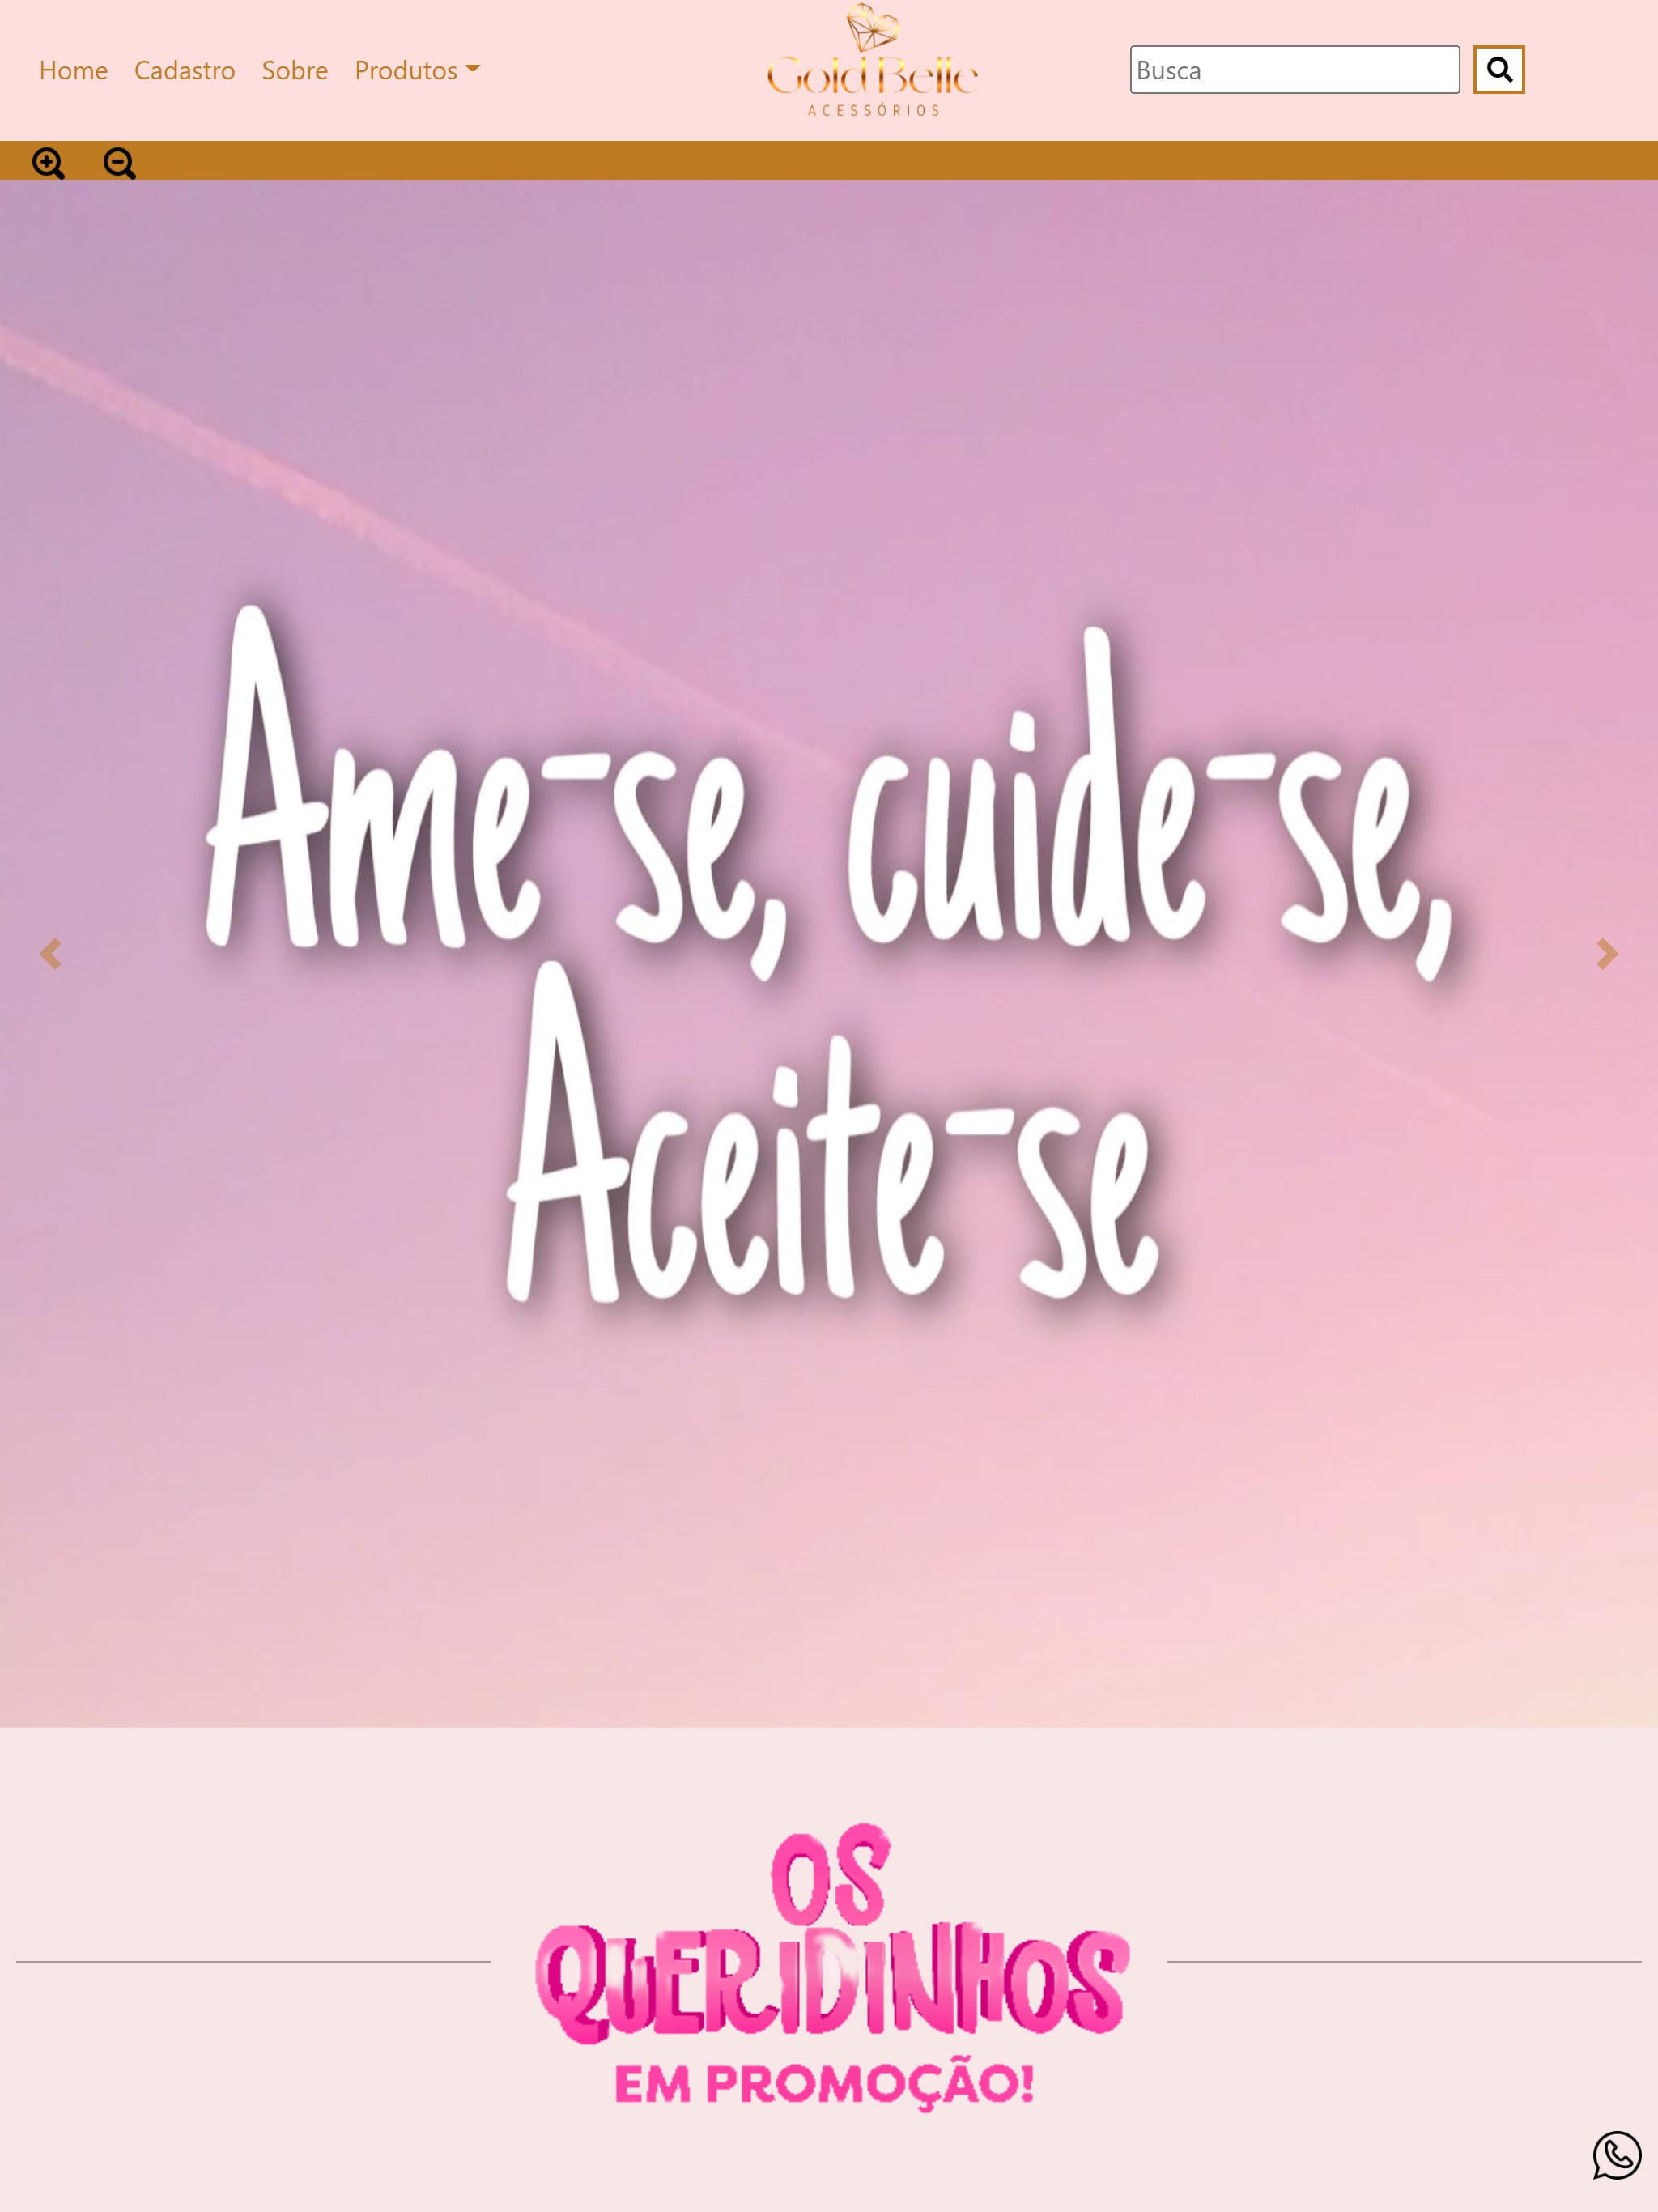 Home Cadastro Sobre Produtos
Gold Belle
ACESSÓRIOS
Busca
Ame-se, cuide-se,
Aceite-se
OS
QUERIDINHOS
EM PROMOÇÃO!